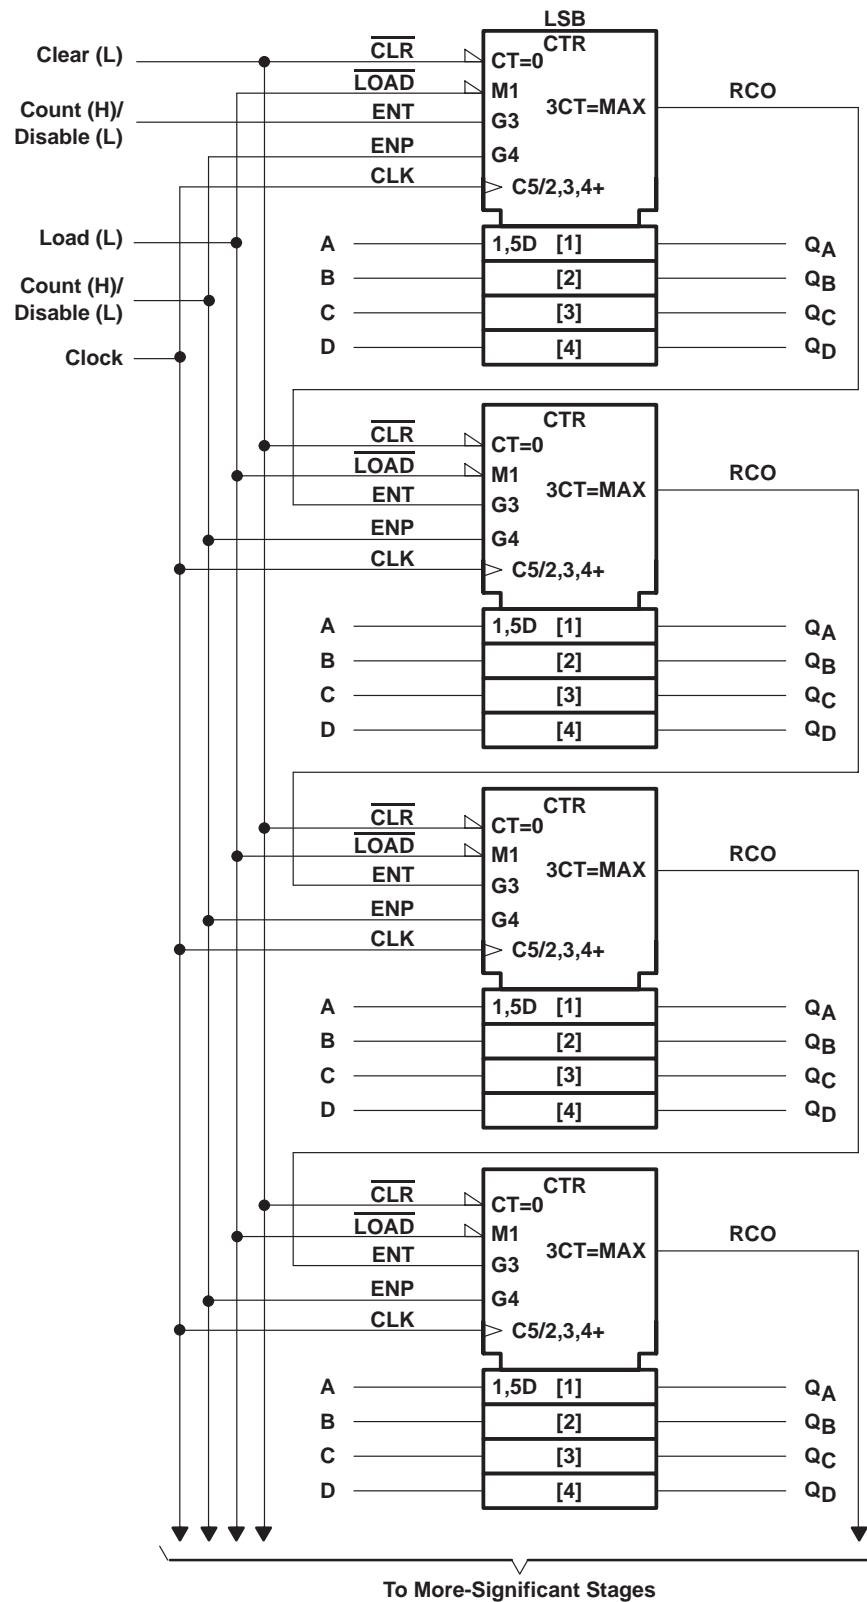 LSB
CTR
Clear (L)
CLR
CT=0
LOAD
M1
3CT=MAX
RCO
Count (H)/
Disable (L)
ENT
G3
ENP
G4
CLK
C5/2,3,4+
Load (L)
A
1,5D [1]
QA
Count (H)/
Disable (L)
B
[2]
QB
C
[3]
QC
Clock
D
[4]
QD
CTR
CLR
CT=0
LOAD
M1
3CT=MAX
RCO
ENT
G3
ENP
G4
CLK
C5/2,3,4+
A
1,5D [1]
QA
B
[2]
QB
C
[3]
QC
D
[4]
QD
CTR
CLR
CT=0
LOAD
M1
3CT=MAX
RCO
ENT
G3
ENP
G4
CLK
C5/2,3,4+
A
1,5D [1]
QA
B
[2]
QB
C
[3]
QC
D
[4]
QD
CTR
CLR
CT=0
LOAD
M1
3CT=MAX
RCO
ENT
G3
ENP
G4
CLK
C5/2,3,4+
A
1,5D [1]
QA
B
[2]
QB
C
[3]
QC
D
[4]
QD
To More-Significant Stages